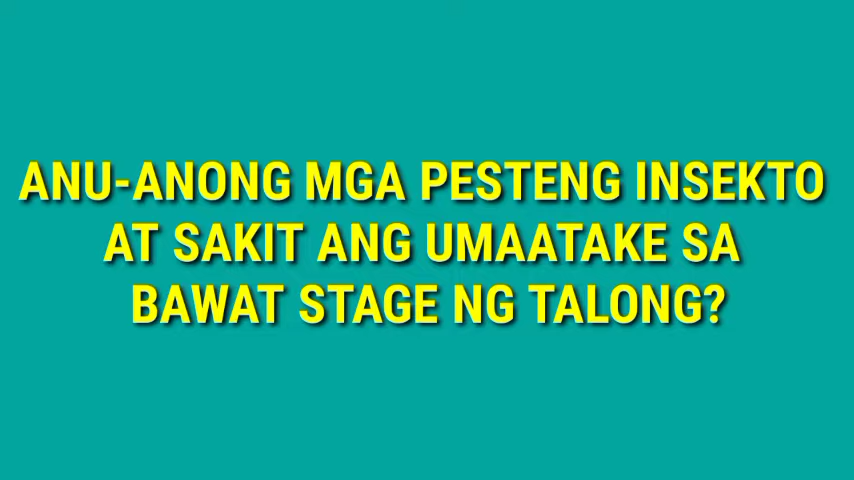 ANU-ANONG MGA PESTENG INSEKTO
AT SAKIT ANG UMAATAKE SA
BAWAT STAGE NG TALONG?